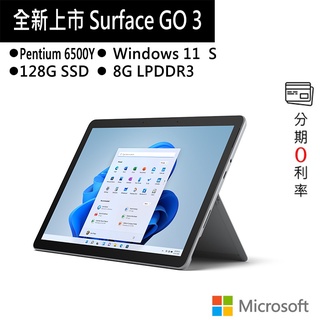 全新上市 Surface GO 3
●Pentium 6500Y ● Windows 11 S
●128G SSD ● 8G LPDDR3
分期0利率
Microsoft